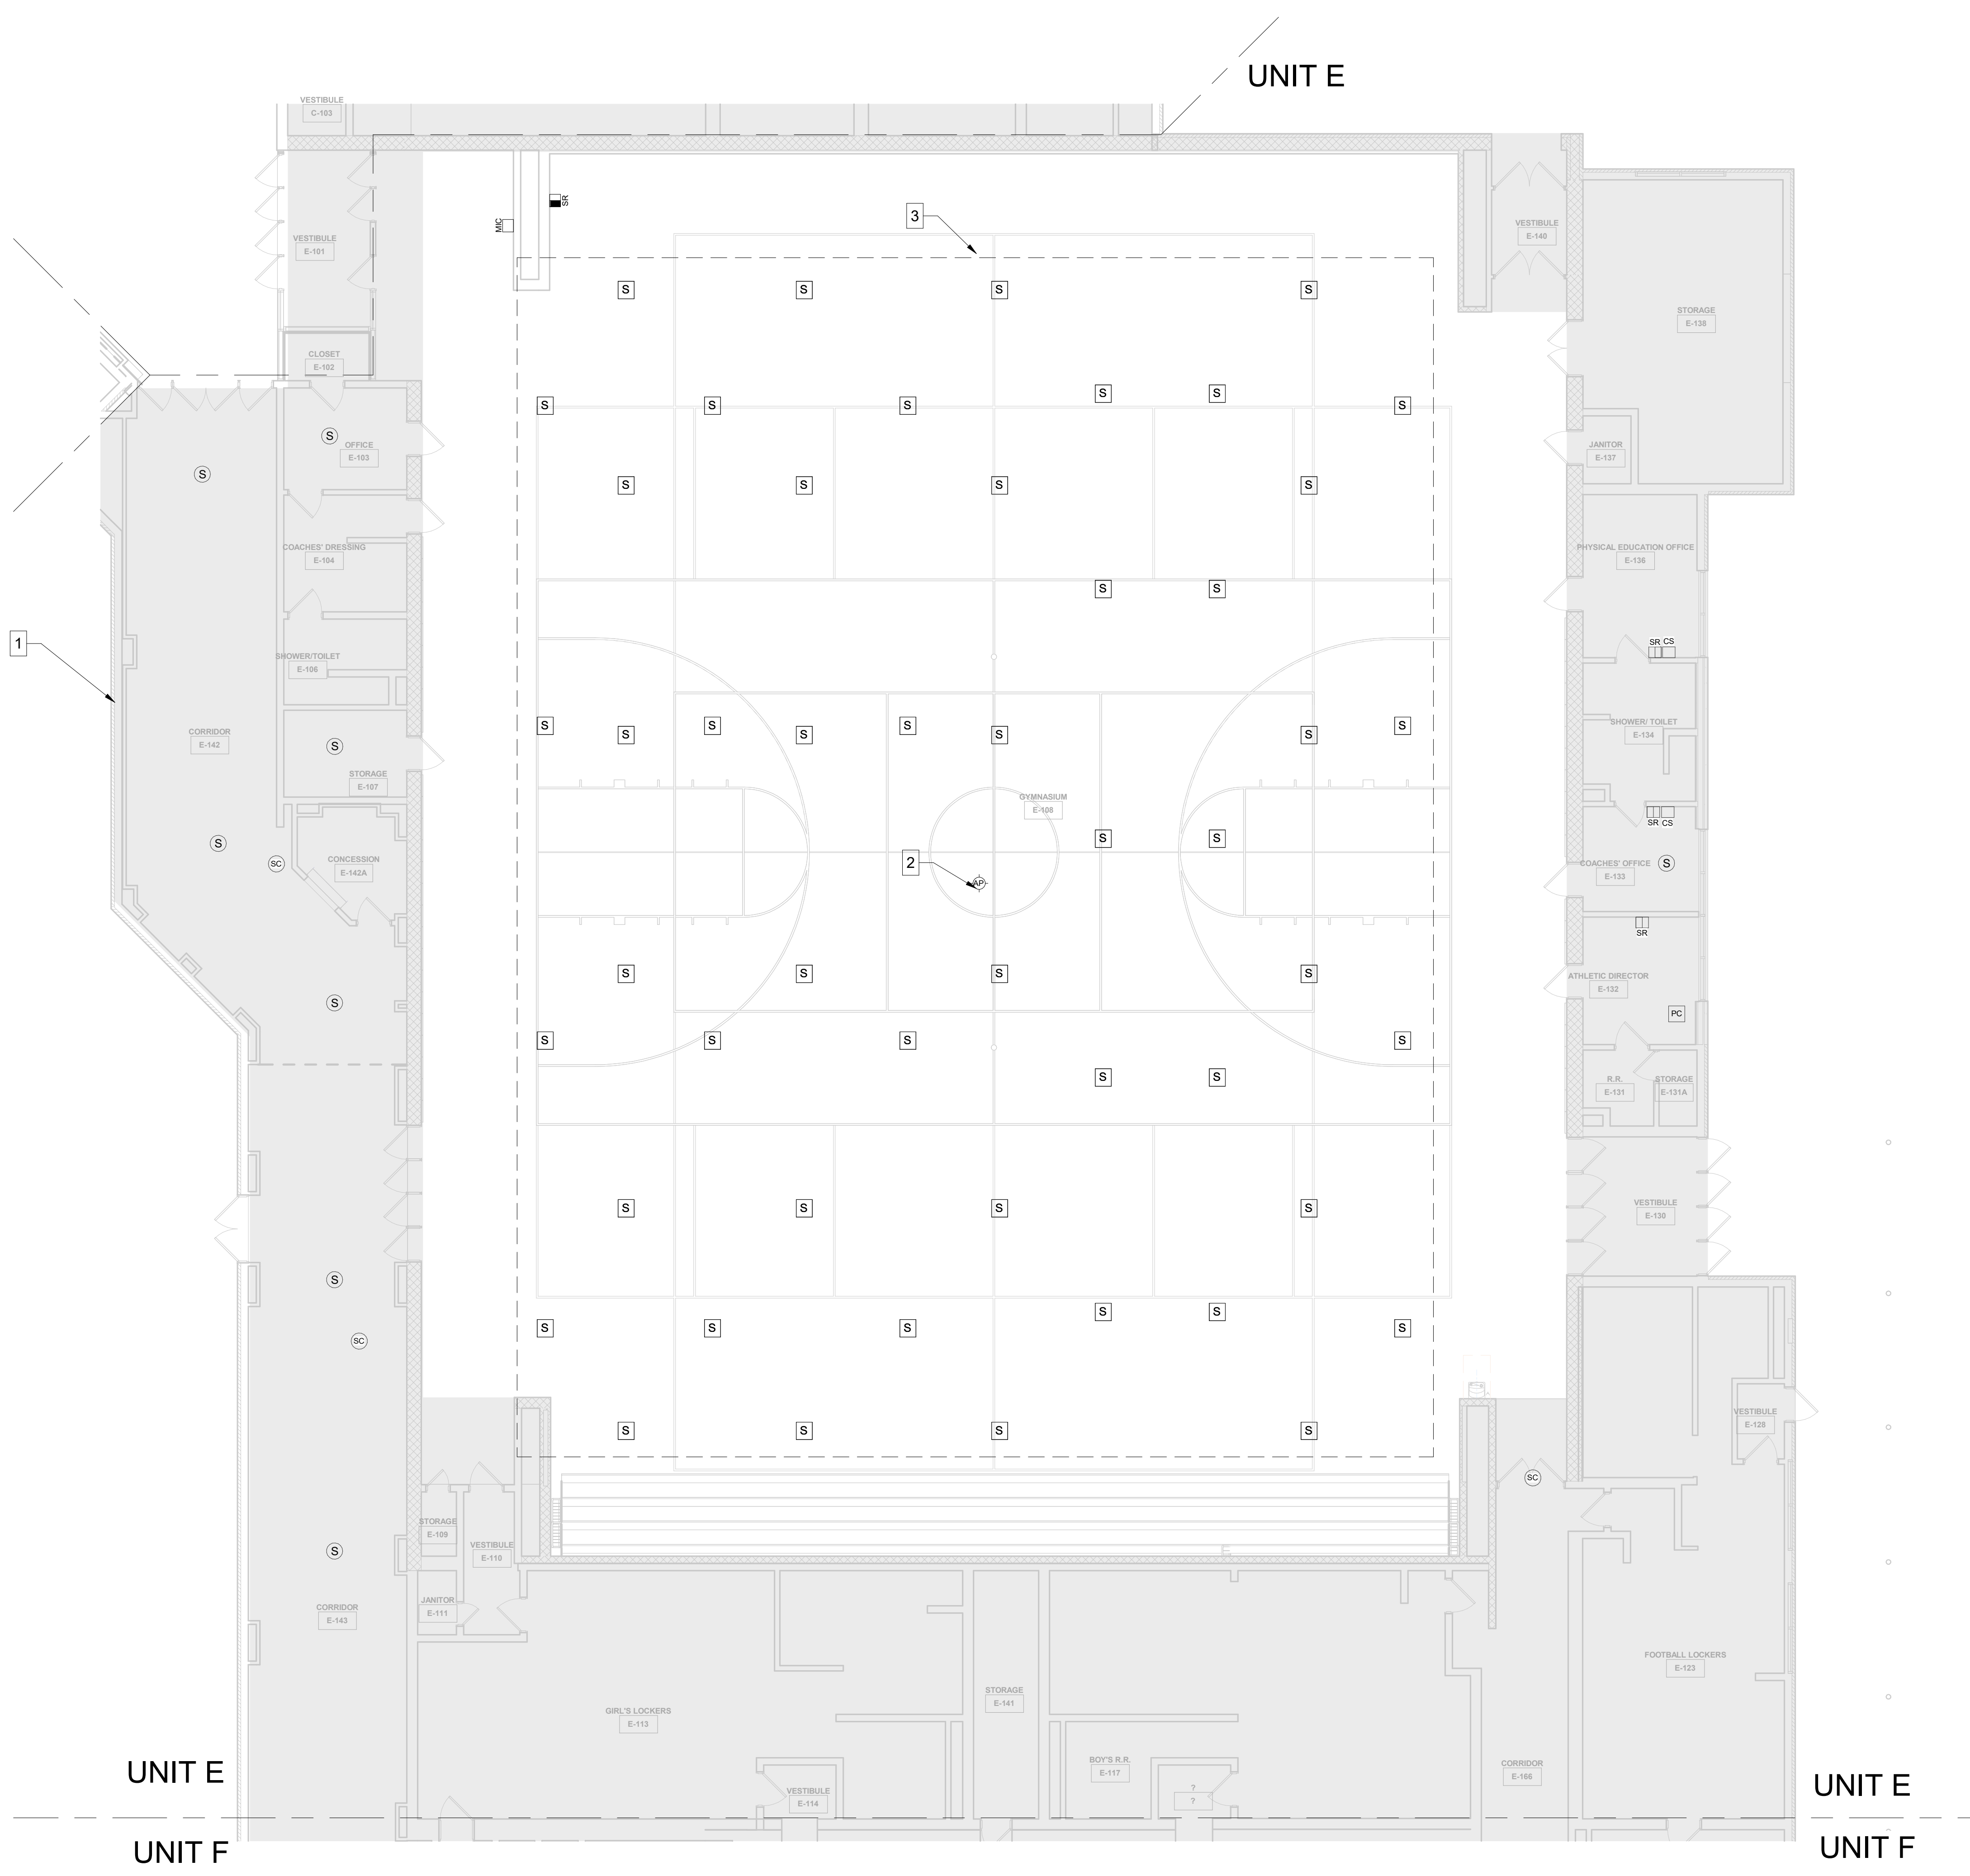 UNIT E
VESTIBULE
C-103
SR
MIC
3
VESTIBULE
E-101
VESTIBULE
E-140
S S S S
STORAGE
E-138
CLOSET
E-102
S S
S S S S
S
OFFICE
E-103
JANITOR
E-137
S
S S S S
COACHES' DRESSING
E-104
PHYSICAL EDUCATION OFFICE
E-136
S S
1
SR CS
SHOWER/TOILET
E-106
S S S S
SHOWER/ TOILET
E-134
CORRIDOR
E-142
S S S S
S
STORAGE
E-107
GYMNASIUM
E-108
SR CS
S S S
SC
CONCESSION
E-142A
2
COACHES' OFFICE
E-133
S
AP
SR
S S S S
ATHLETIC DIRECTOR
E-132
S
PC
S S S S
S S
R.R.
E-131
STORAGE
E-131A
S S S S
VESTIBULE
E-130
S
S S
S S S S
SC
VESTIBULE
E-128
S S S S
SC
STORAGE
E-109
VESTIBULE
E-110
S
JANITOR
E-111
CORRIDOR
E-143
FOOTBALL LOCKERS
E-123
STORAGE
E-141
GIRL'S LOCKERS
E-113
BOY'S R.R.
E-117
CORRIDOR
E-166
VESTIBULE
E-114
?
?
UNIT E
UNIT E
UNIT F
UNIT F